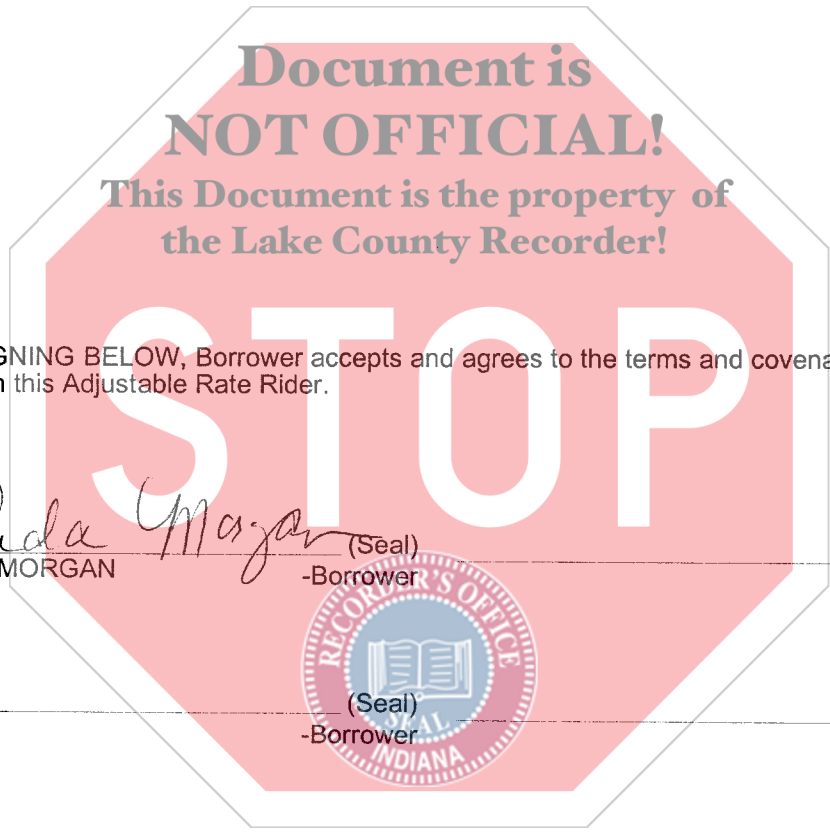 Document is
NOT OFFICIAL!
This Document is the property of
the Lake County Recorder!
STOP
GNING BELOW, Borrower accepts and agrees to the terms and covena
this Adjustable Rate Rider.
Morgan (Seal)
MORGAN -Borrower
RECORDER'S OFFICE
(Seal)
SEAL
-Borrower
INDIANA